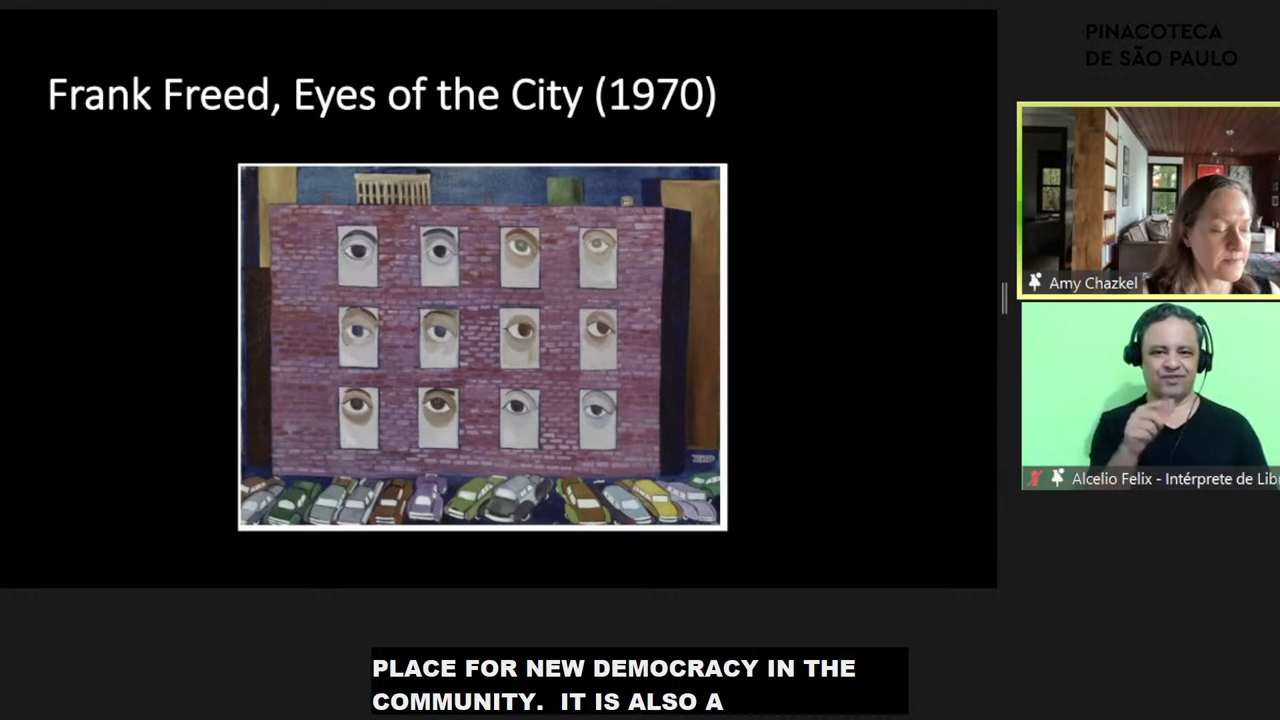 Frank Freed, Eyes of the City (1970)
PINACOTECA
DE SÃO PAULO
Amy Chazkel
Alcelio Felix - Intérprete de Lib
PLACE FOR NEW DEMOCRACY IN THE
COMMUNITY. IT IS ALSO A